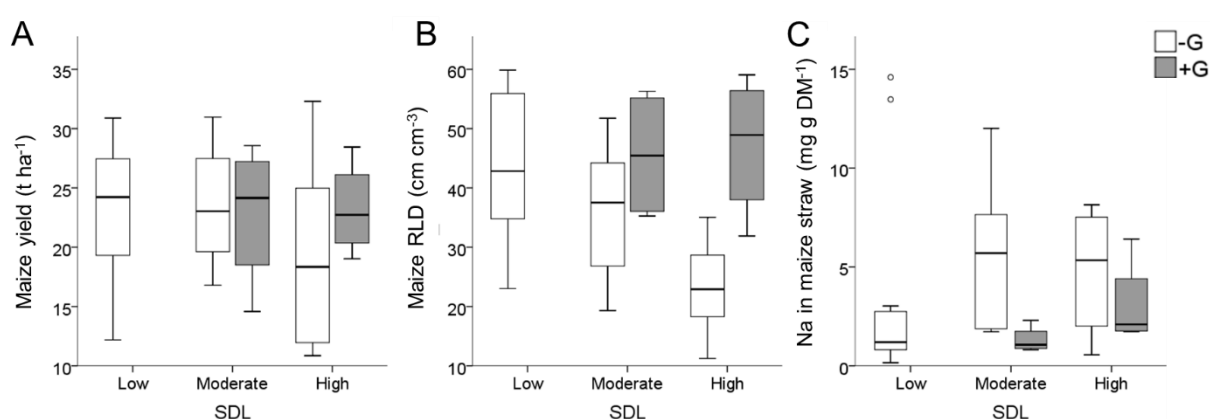 A
Maize yield (t ha⁻¹)
35
30
25
20
15
10
Low Moderate High
SDL
B
Maize RLD (cm cm⁻³)
60
50
40
30
20
10
Low Moderate High
SDL
C
Na in maize straw (mg g DM⁻¹)
15
10
5
0
Low Moderate High
SDL
-G
+G